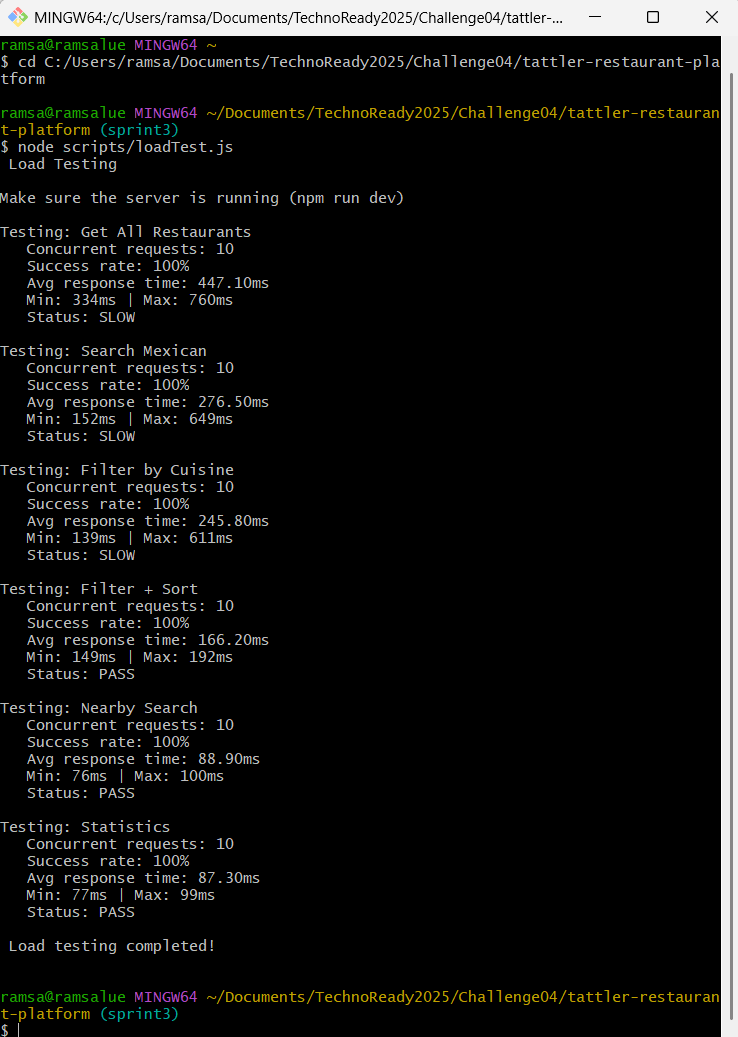 MINGW64:/c/Users/ramsa/Documents/TechnoReady2025/Challenge04/tattler-...
ramsa@ramsalue MINGW64 ~
$ cd C:/Users/ramsa/Documents/TechnoReady2025/Challenge04/tattler-restaurant-pla
tform
ramsa@ramsalue MINGW64 ~/Documents/TechnoReady2025/Challenge04/tattler-restauran
t-platform (sprint3)
$ node scripts/loadTest.js
Load Testing
Make sure the server is running (npm run dev)
Testing: Get All Restaurants
Concurrent requests: 10
Success rate: 100%
Avg response time: 447.10ms
Min: 334ms | Max: 760ms
Status: SLOW
Testing: Search Mexican
Concurrent requests: 10
Success rate: 100%
Avg response time: 276.50ms
Min: 152ms | Max: 649ms
Status: SLOW
Testing: Filter by Cuisine
Concurrent requests: 10
Success rate: 100%
Avg response time: 245.80ms
Min: 139ms | Max: 611ms
Status: SLOW
Testing: Filter + Sort
Concurrent requests: 10
Success rate: 100%
Avg response time: 166.20ms
Min: 149ms | Max: 192ms
Status: PASS
Testing: Nearby Search
Concurrent requests: 10
Success rate: 100%
Avg response time: 88.90ms
Min: 76ms | Max: 100ms
Status: PASS
Testing: Statistics
Concurrent requests: 10
Success rate: 100%
Avg response time: 87.30ms
Min: 77ms | Max: 99ms
Status: PASS
Load testing completed!
ramsa@ramsalue MINGW64 ~/Documents/TechnoReady2025/Challenge04/tattler-restauran
t-platform (sprint3)
$